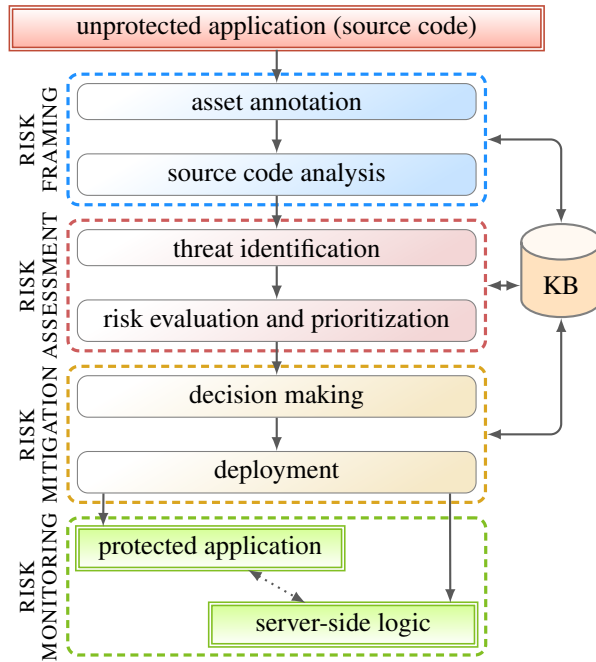 unprotected application (source code)
RISK
FRAMING
asset annotation
source code analysis
RISK
ASSESSMENT
threat identification
risk evaluation and prioritization
KB
RISK
MITIGATION
decision making
deployment
RISK
MONITORING
protected application
server-side logic